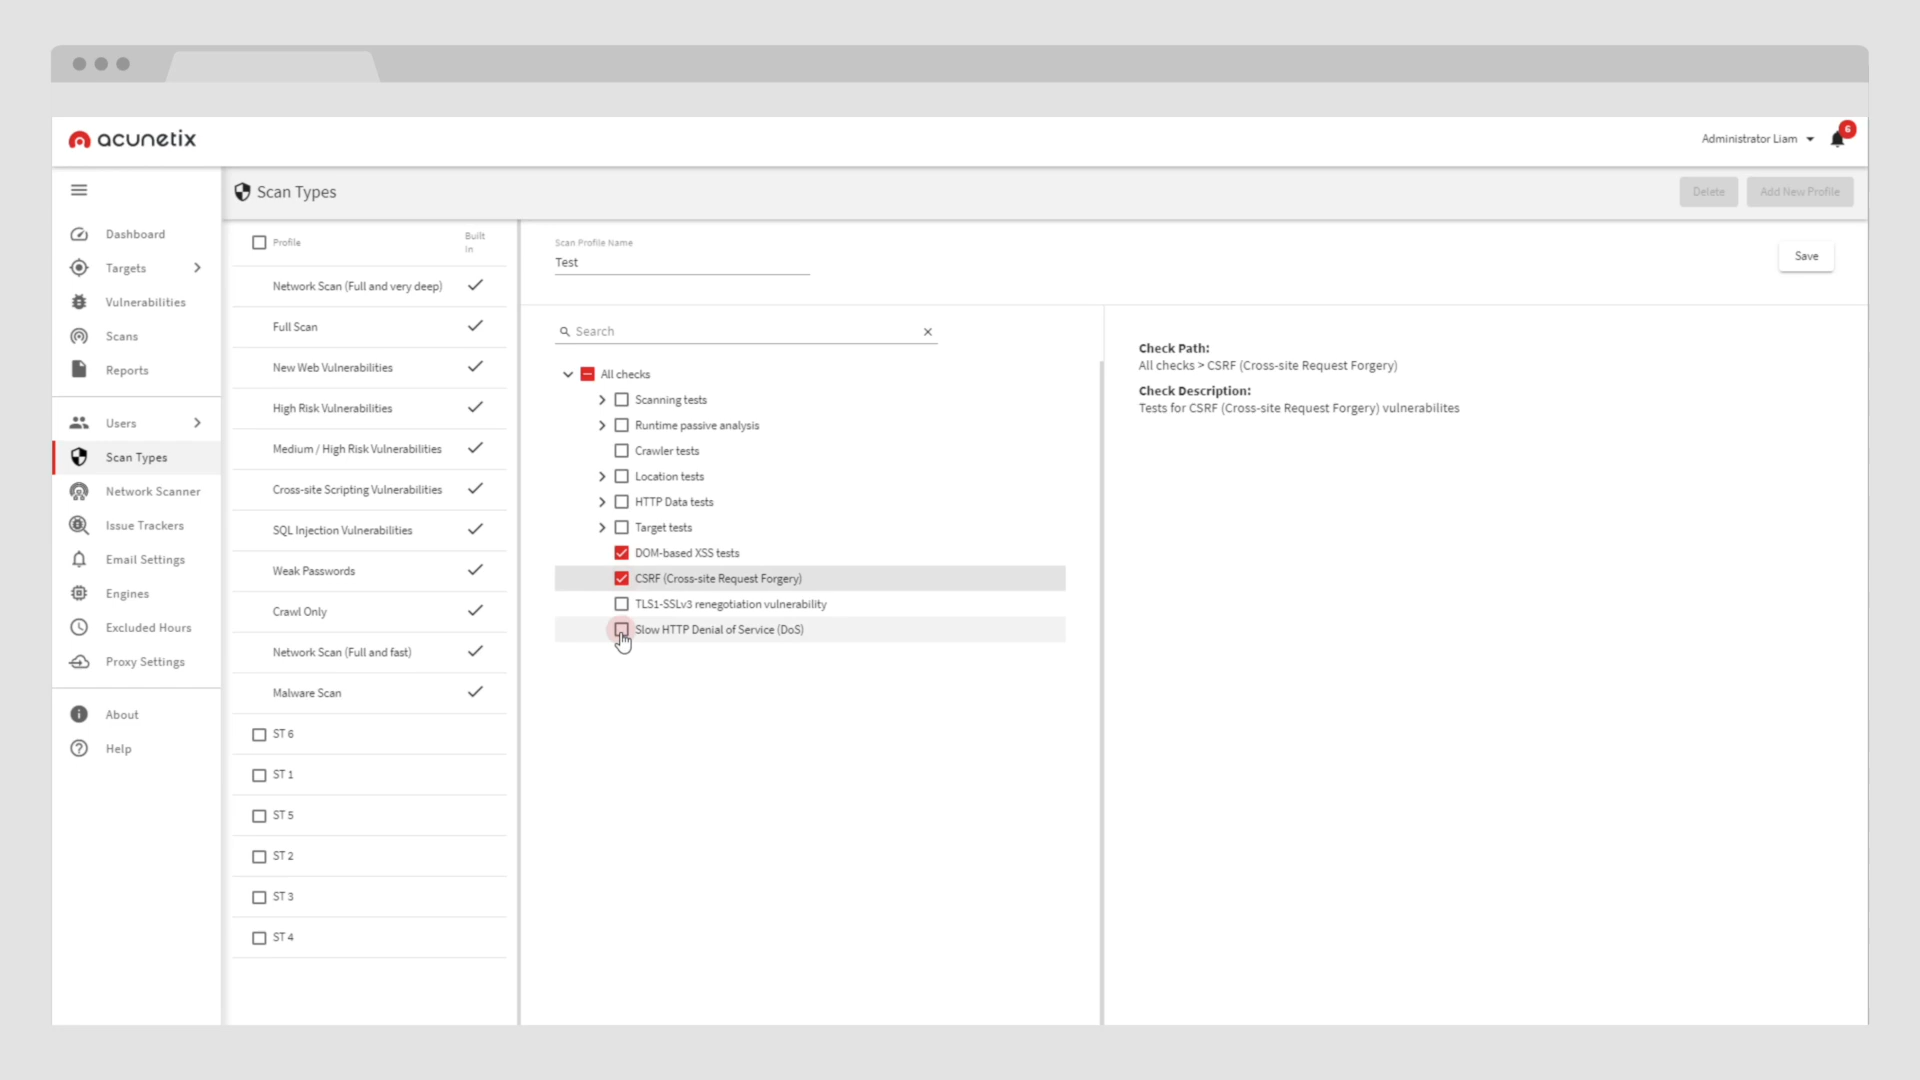 acunetix
Administrator Liam
6
Scan Types
Delete
Add New Profile
Dashboard
Targets
Vulnerabilities
Scans
Reports
Users
Scan Types
Network Scanner
Issue Trackers
Email Settings
Engines
Excluded Hours
Proxy Settings
About
Help
Profile
Built
In
Network Scan (Full and very deep)
Full Scan
New Web Vulnerabilities
High Risk Vulnerabilities
Medium / High Risk Vulnerabilities
Cross-site Scripting Vulnerabilities
SQL Injection Vulnerabilities
Weak Passwords
Crawl Only
Network Scan (Full and fast)
Malware Scan
ST 6
ST 1
ST 5
ST 2
ST 3
ST 4
Scan Profile Name
Test
Save
Search
All checks
Scanning tests
Runtime passive analysis
Crawler tests
Location tests
HTTP Data tests
Target tests
DOM-based XSS tests
CSRF (Cross-site Request Forgery)
TLS1-SSLv3 renegotiation vulnerability
Slow HTTP Denial of Service (DoS)
Check Path:
All checks > CSRF (Cross-site Request Forgery)
Check Description:
Tests for CSRF (Cross-site Request Forgery) vulnerabilites